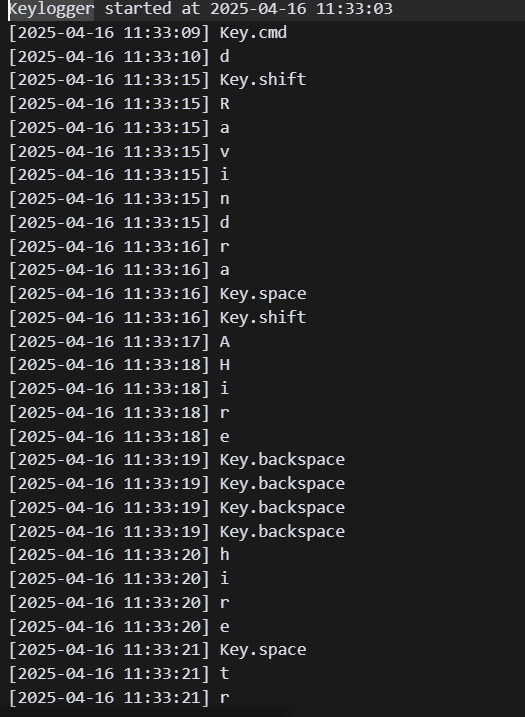 Keylogger started at 2025-04-16 11:33:03
[2025-04-16 11:33:09] Key.cmd
[2025-04-16 11:33:10] d
[2025-04-16 11:33:15] Key.shift
[2025-04-16 11:33:15] R
[2025-04-16 11:33:15] a
[2025-04-16 11:33:15] v
[2025-04-16 11:33:15] i
[2025-04-16 11:33:15] n
[2025-04-16 11:33:15] d
[2025-04-16 11:33:16] r
[2025-04-16 11:33:16] a
[2025-04-16 11:33:16] Key.space
[2025-04-16 11:33:16] Key.shift
[2025-04-16 11:33:17] A
[2025-04-16 11:33:18] H
[2025-04-16 11:33:18] i
[2025-04-16 11:33:18] r
[2025-04-16 11:33:18] e
[2025-04-16 11:33:19] Key.backspace
[2025-04-16 11:33:19] Key.backspace
[2025-04-16 11:33:19] Key.backspace
[2025-04-16 11:33:19] Key.backspace
[2025-04-16 11:33:20] h
[2025-04-16 11:33:20] i
[2025-04-16 11:33:20] r
[2025-04-16 11:33:20] e
[2025-04-16 11:33:21] Key.space
[2025-04-16 11:33:21] t
[2025-04-16 11:33:21] r